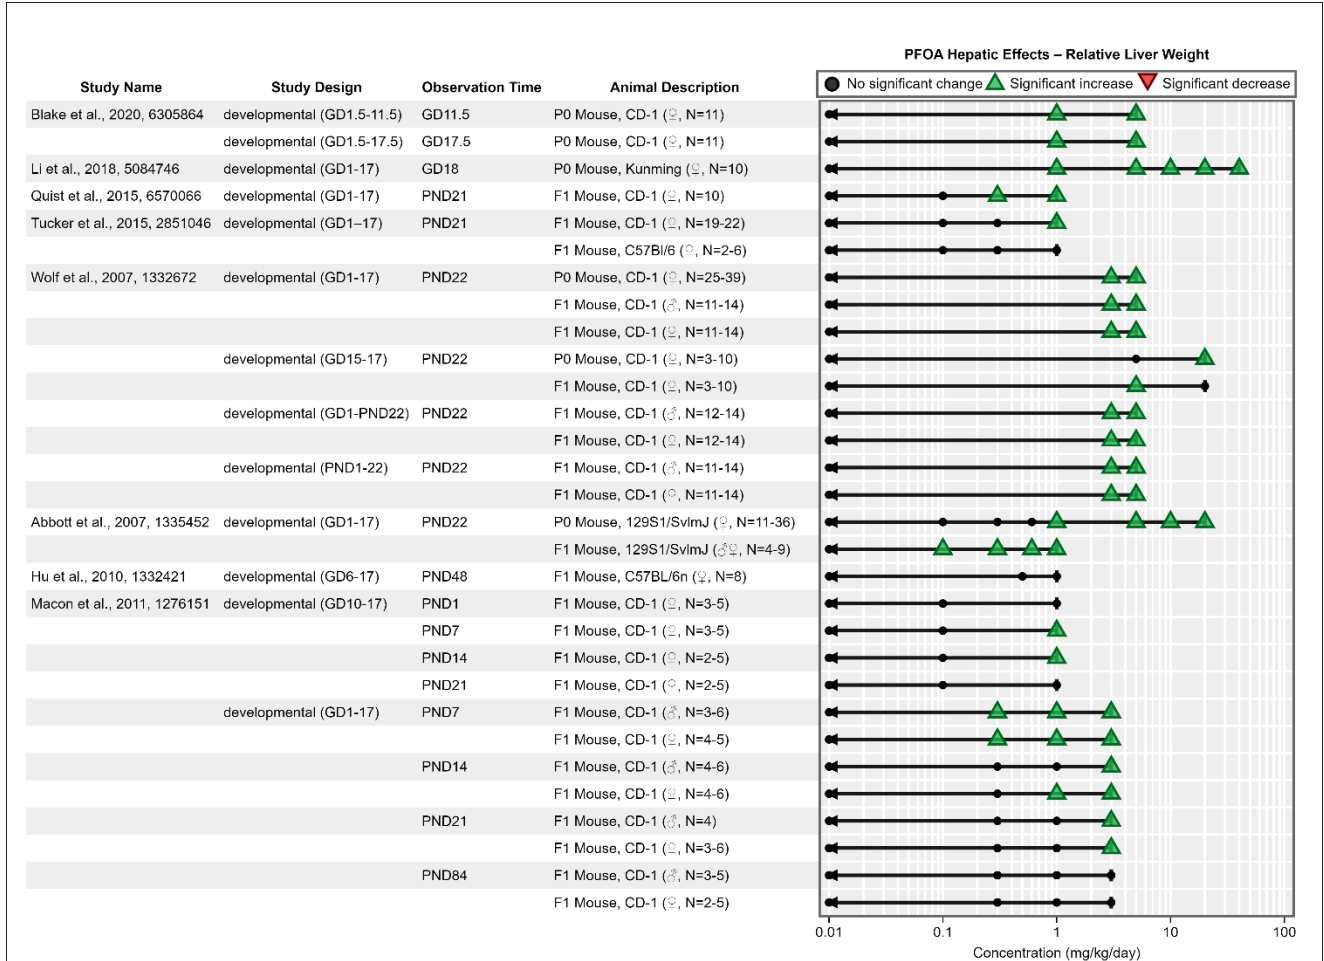 PFOA Hepatic Effects – Relative Liver Weight
Study Name Study Design Observation Time Animal Description
No significant change Significant increase Significant decrease
Blake et al., 2020, 6305864 developmental (GD1.5-11.5) GD11.5 P0 Mouse, CD-1 (♀, N=11)
developmental (GD1.5-17.5) GD17.5 P0 Mouse, CD-1 (♀, N=11)
Li et al., 2018, 5084746 developmental (GD1-17) GD18 P0 Mouse, Kunming (♀, N=10)
Quist et al., 2015, 6570066 developmental (GD1-17) PND21 F1 Mouse, CD-1 (♀, N=10)
Tucker et al., 2015, 2851046 developmental (GD1–17) PND21 F1 Mouse, CD-1 (♀, N=19-22)
F1 Mouse, C57Bl/6 (♀, N=2-6)
Wolf et al., 2007, 1332672 developmental (GD1-17) PND22 P0 Mouse, CD-1 (♀, N=25-39)
F1 Mouse, CD-1 (♂, N=11-14)
F1 Mouse, CD-1 (♀, N=11-14)
developmental (GD15-17) PND22 P0 Mouse, CD-1 (♀, N=3-10)
F1 Mouse, CD-1 (♀, N=3-10)
developmental (GD1-PND22) PND22 F1 Mouse, CD-1 (♂, N=12-14)
F1 Mouse, CD-1 (♀, N=12-14)
developmental (PND1-22) PND22 F1 Mouse, CD-1 (♂, N=11-14)
F1 Mouse, CD-1 (♀, N=11-14)
Abbott et al., 2007, 1335452 developmental (GD1-17) PND22 P0 Mouse, 129S1/SvlmJ (♀, N=11-36)
F1 Mouse, 129S1/SvlmJ (♂♀, N=4-9)
Hu et al., 2010, 1332421 developmental (GD6-17) PND48 F1 Mouse, C57BL/6n (♀, N=8)
Macon et al., 2011, 1276151 developmental (GD10-17) PND1 F1 Mouse, CD-1 (♀, N=3-5)
PND7 F1 Mouse, CD-1 (♀, N=3-5)
PND14 F1 Mouse, CD-1 (♀, N=2-5)
PND21 F1 Mouse, CD-1 (♀, N=2-5)
developmental (GD1-17) PND7 F1 Mouse, CD-1 (♂, N=3-6)
F1 Mouse, CD-1 (♀, N=4-5)
PND14 F1 Mouse, CD-1 (♂, N=4-6)
F1 Mouse, CD-1 (♀, N=4-6)
PND21 F1 Mouse, CD-1 (♂, N=4)
F1 Mouse, CD-1 (♀, N=3-6)
PND84 F1 Mouse, CD-1 (♂, N=3-5)
F1 Mouse, CD-1 (♀, N=2-5)
0.01 0.1 1 10 100
Concentration (mg/kg/day)